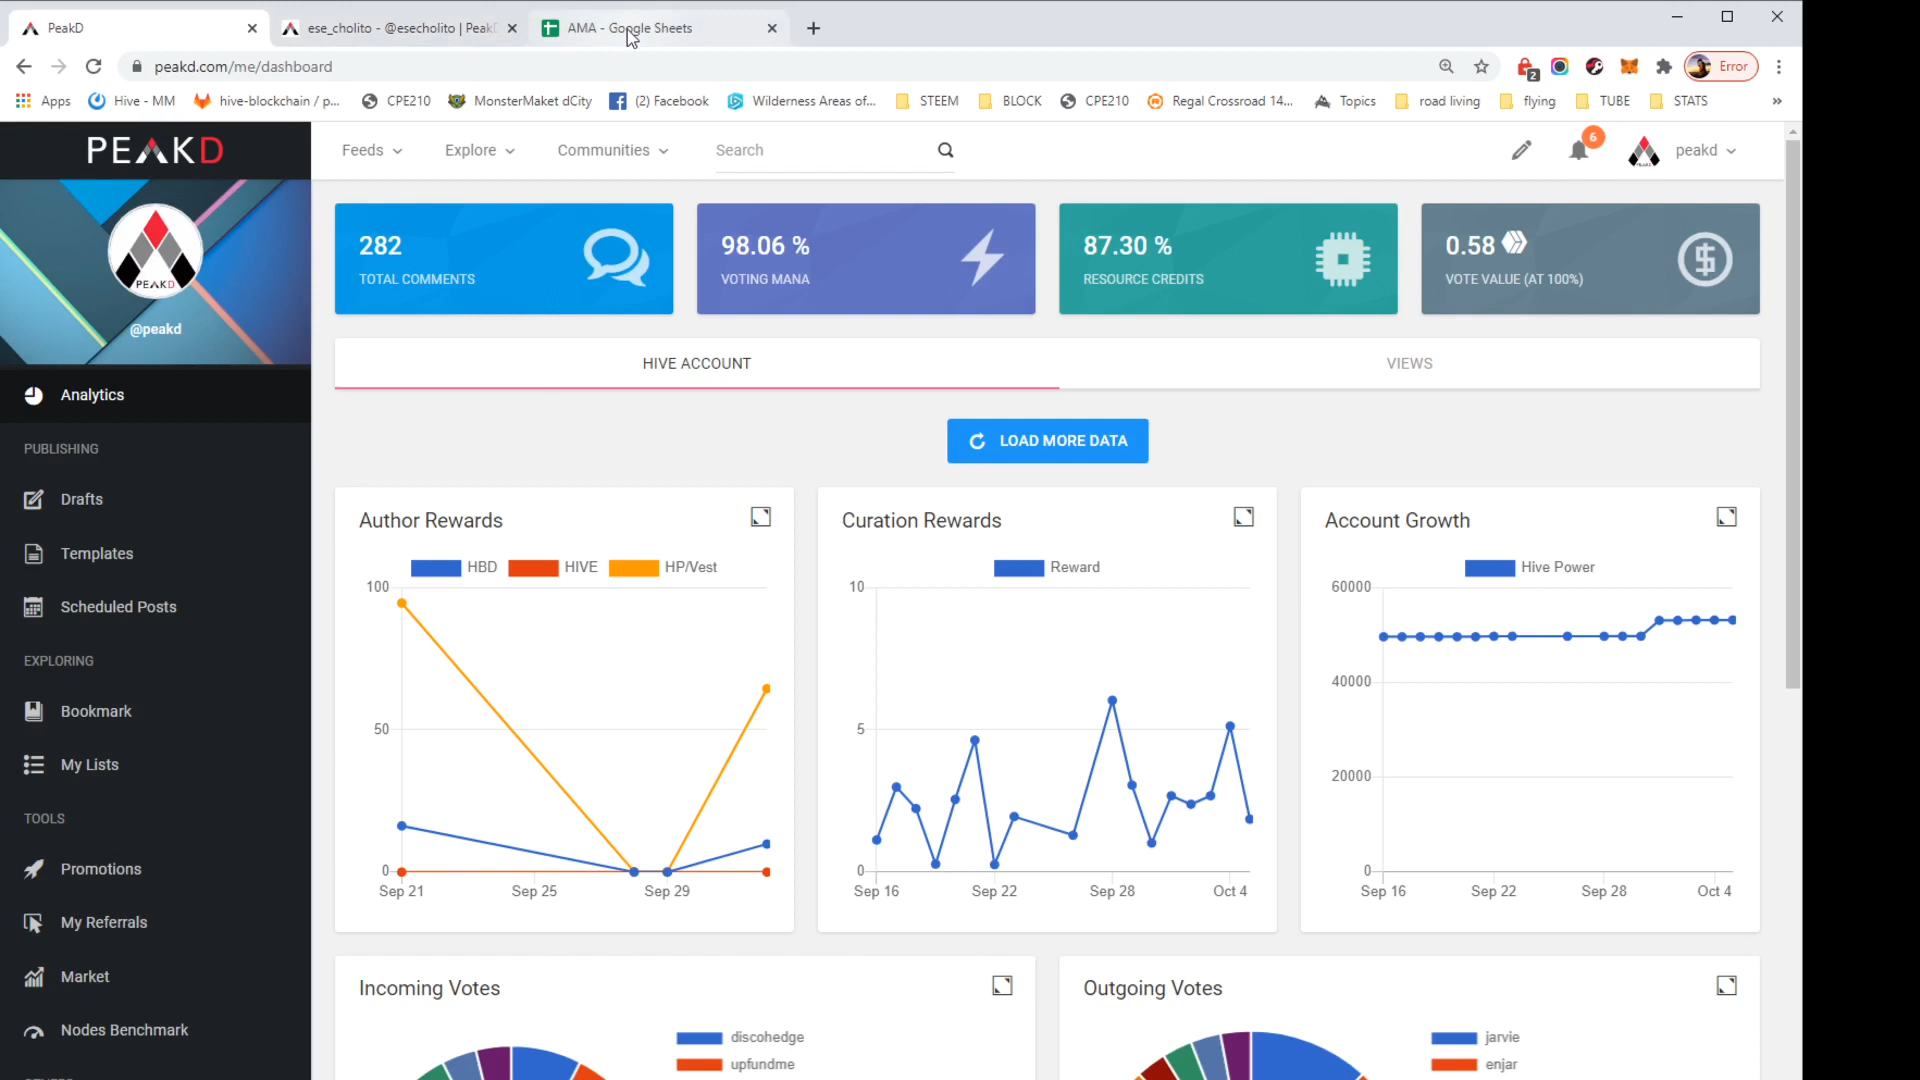 PeakD
ese_cholito - @esecholito | Peak
AMA - Google Sheets
peakd.com/me/dashboard
Error
2
Apps
Hive - MM
hive-blockchain / p...
CPE210
MonsterMaket dCity
(2) Facebook
Wilderness Areas of...
STEEM
BLOCK
CPE210
Regal Crossroad 14...
Topics
road living
flying
TUBE
STATS
»
PEAKD
Feeds
Explore
Communities
Search
6
peakd
PEAKD
@peakd
282
TOTAL COMMENTS
98.06 %
VOTING MANA
87.30 %
RESOURCE CREDITS
0.58
VOTE VALUE (AT 100%)
HIVE ACCOUNT
VIEWS
LOAD MORE DATA
Analytics
PUBLISHING
Drafts
Templates
Scheduled Posts
EXPLORING
Bookmark
My Lists
TOOLS
Promotions
My Referrals
Market
Nodes Benchmark
Author Rewards
HBD
HIVE
HP/Vest
100
50
0
Sep 21
Sep 25
Sep 29
Curation Rewards
Reward
10
5
0
Sep 16
Sep 22
Sep 28
Oct 4
Account Growth
Hive Power
60000
40000
20000
0
Sep 16
Sep 22
Sep 28
Oct 4
Incoming Votes
discohedge
upfundme
Outgoing Votes
jarvie
enjar